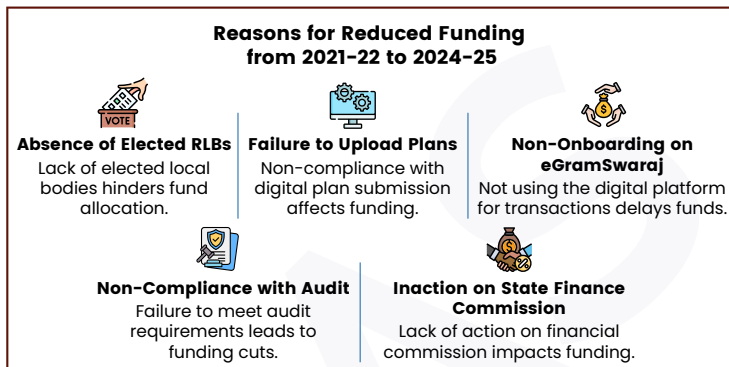 Reasons for Reduced Funding
from 2021-22 to 2024-25
VOTE
Absence of Elected RLBs
Lack of elected local
bodies hinders fund
allocation.
Failure to Upload Plans
Non-compliance with
digital plan submission
affects funding.
Non-Onboarding on
eGramSwaraj
Not using the digital platform
for transactions delays funds.
Non-Compliance with Audit
Failure to meet audit
requirements leads to
funding cuts.
Inaction on State Finance
Commission
Lack of action on financial
commission impacts funding.